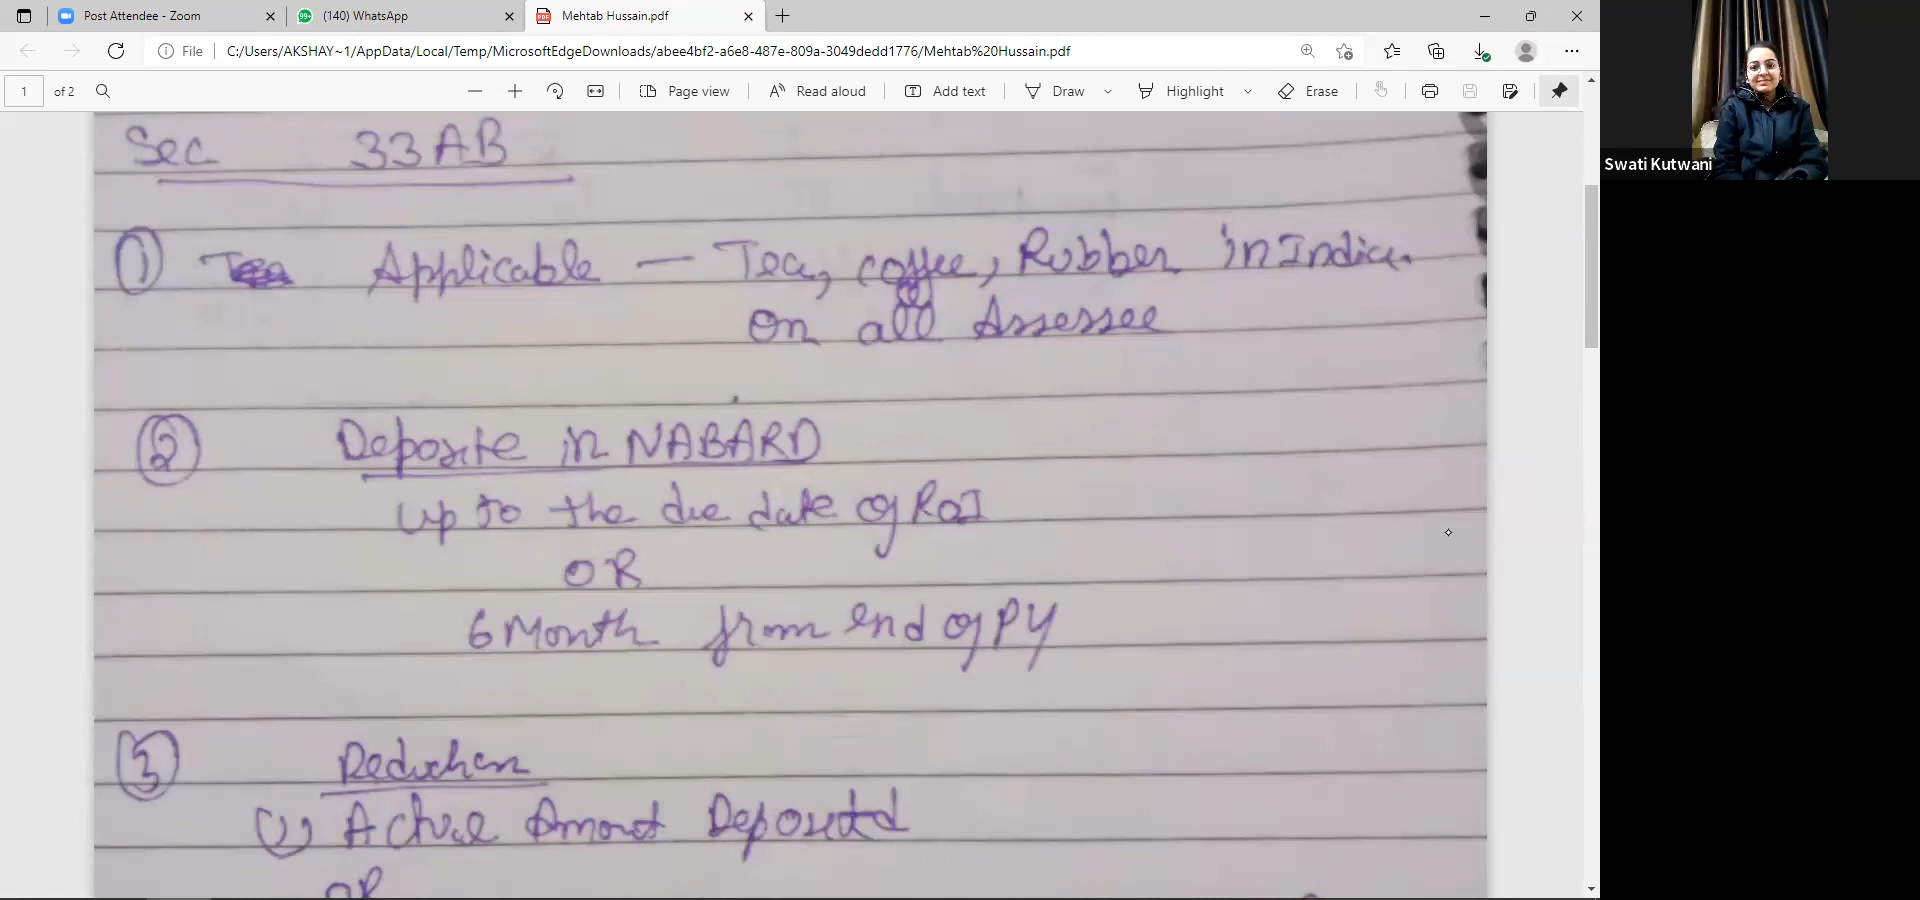 Post Attendee - Zoom
(140) WhatsApp
Mehtab Hussain.pdf
File
C:/Users/AKSHAY~1/AppData/Local/Temp/MicrosoftEdgeDownloads/abee4bf2-a6e8-487e-809a-3049dedd1776/Mehtab%20Hussain.pdf
1 of 2
Page view
Read aloud
Add text
Draw
Highlight
Erase
Swati Kutwani
Sec 33AB
1 Applicable — Tea, coffee, Rubber in India
on all Assessee
2 Deposite in NABARD
up to the due date of ROI
OR
6 Month from end of PY
3 Deduction
Actual Amount Deposited
OR